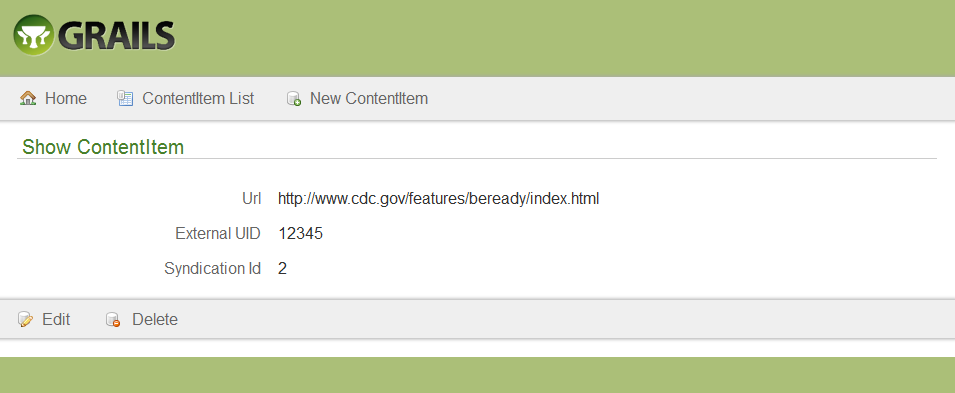 GRAILS
Home ContentItem List New ContentItem
Show ContentItem
Url http://www.cdc.gov/features/beready/index.html
External UID 12345
Syndication Id 2
Edit Delete